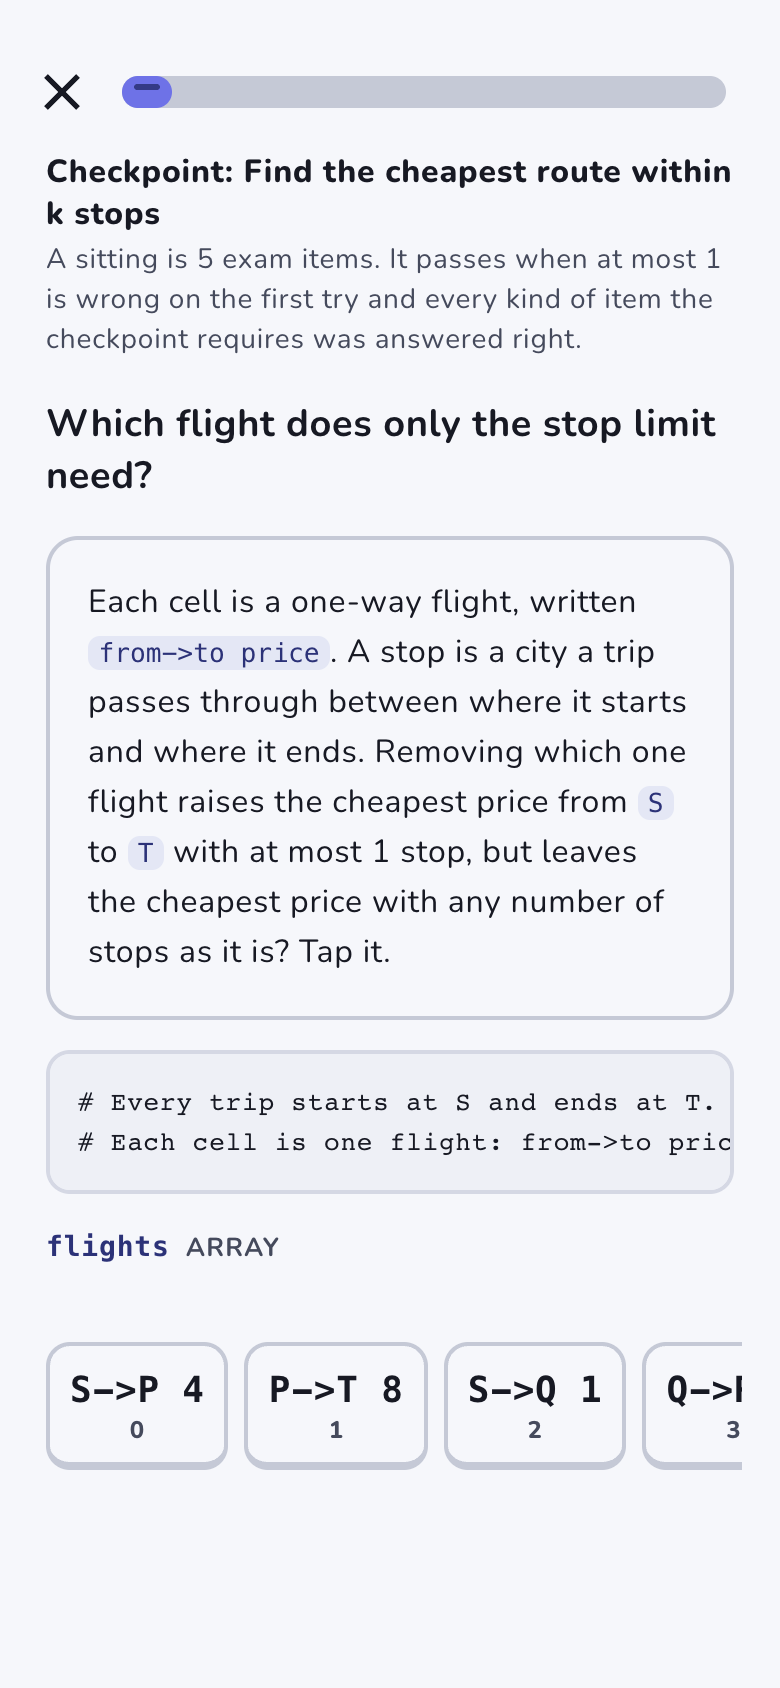 Checkpoint: Find the cheapest route within
k stops
A sitting is 5 exam items. It passes when at most 1
is wrong on the first try and every kind of item the
checkpoint requires was answered right.
Which flight does only the stop limit
need?
Each cell is a one-way flight, written
from->to price. A stop is a city a trip
passes through between where it starts
and where it ends. Removing which one
flight raises the cheapest price from S
to T with at most 1 stop, but leaves
the cheapest price with any number of
stops as it is? Tap it.
# Every trip starts at S and ends at T.
# Each cell is one flight: from->to pric
flights ARRAY
S->P 4 P->T 8 S->Q 1 Q->
0 1 2 3